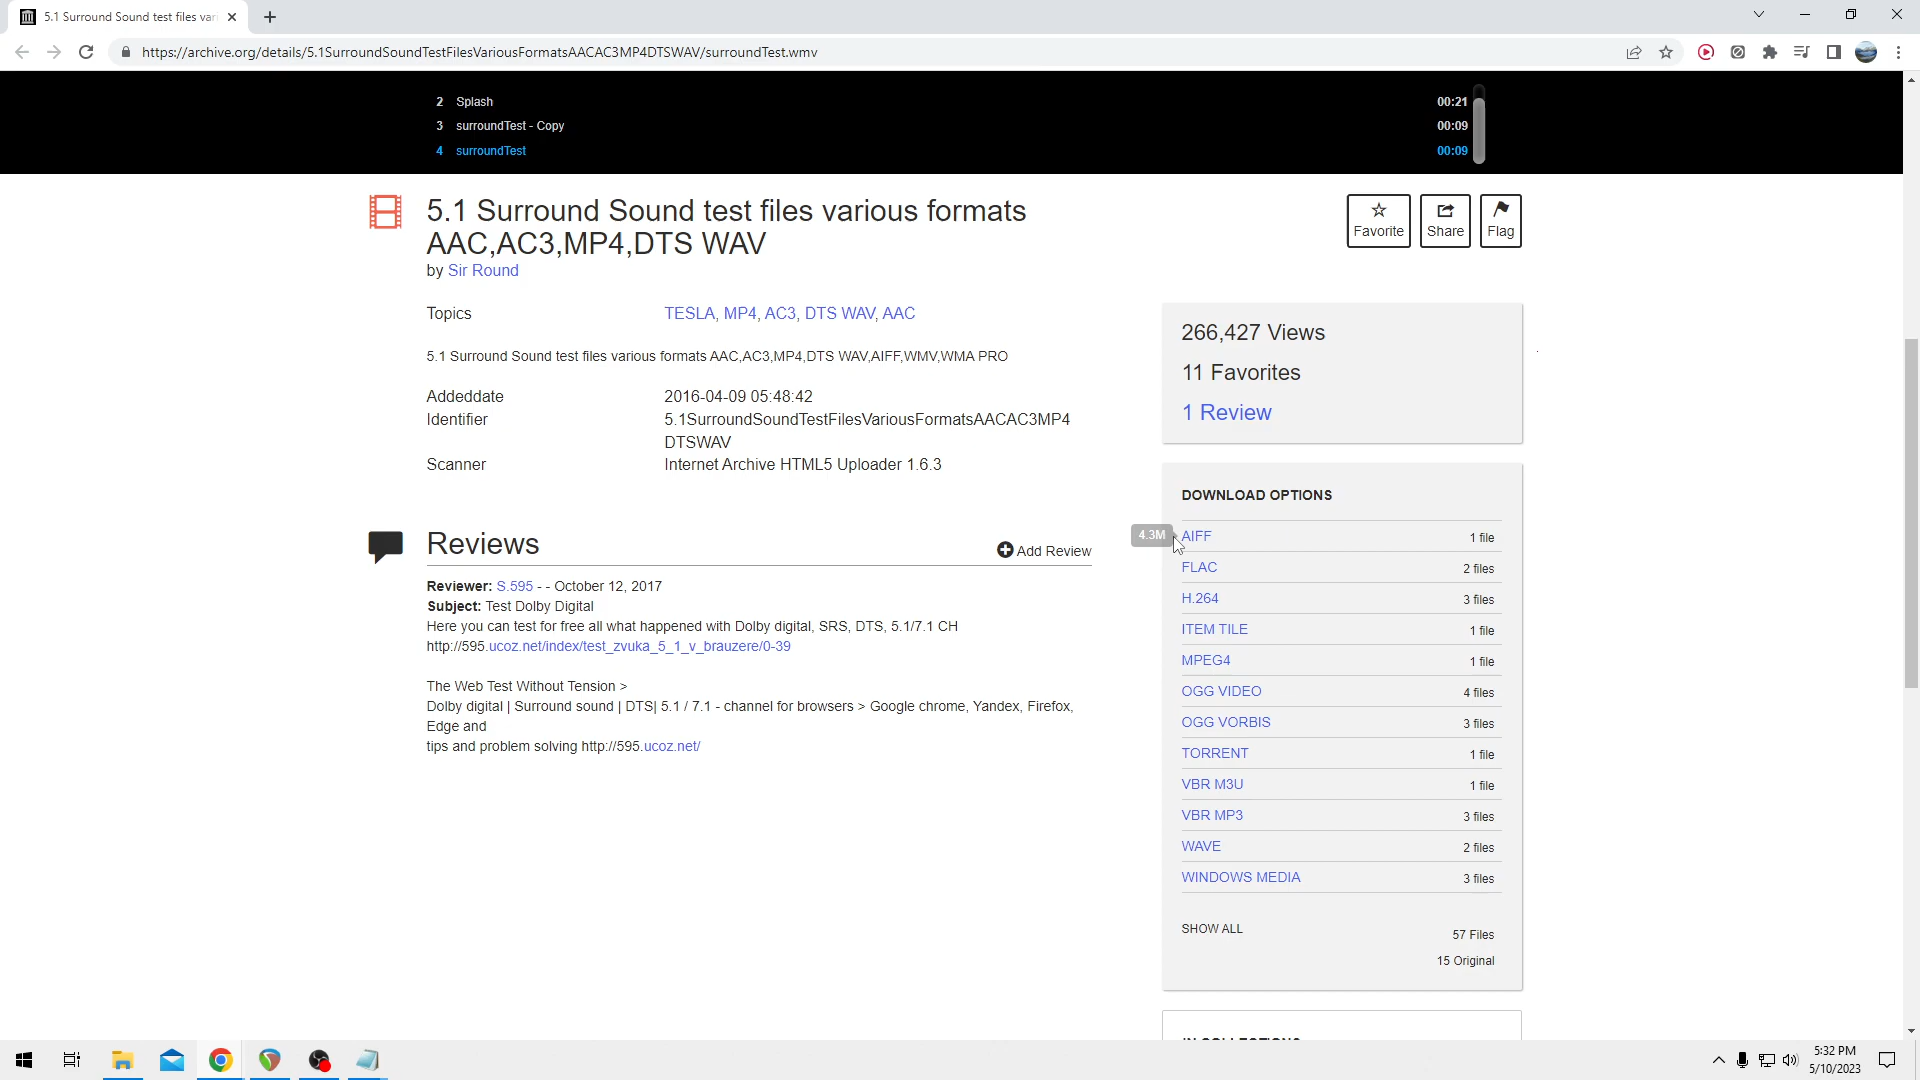 5.1 Surround Sound test files vari
https://archive.org/details/5.1SurroundSoundTestFilesVariousFormatsAACAC3MP4DTSWAV/surroundTest.wmv
2 Splash 00:21
3 surroundTest - Copy 00:09
4 surroundTest 00:09
5.1 Surround Sound test files various formats
AAC,AC3,MP4,DTS WAV
by Sir Round
Favorite
Share
Flag
Topics TESLA, MP4, AC3, DTS WAV, AAC
5.1 Surround Sound test files various formats AAC,AC3,MP4,DTS WAV,AIFF,WMV,WMA PRO
Addeddate 2016-04-09 05:48:42
Identifier 5.1SurroundSoundTestFilesVariousFormatsAACAC3MP4
DTSWAV
Scanner Internet Archive HTML5 Uploader 1.6.3
Reviews
Add Review
Reviewer: S.595 - - October 12, 2017
Subject: Test Dolby Digital
Here you can test for free all what happened with Dolby digital, SRS, DTS, 5.1/7.1 CH
http://595.ucoz.net/index/test_zvuka_5_1_v_brauzere/0-39
The Web Test Without Tension >
Dolby digital | Surround sound | DTS| 5.1 / 7.1 - channel for browsers > Google chrome, Yandex, Firefox,
Edge and
tips and problem solving http://595.ucoz.net/
266,427 Views
11 Favorites
1 Review
DOWNLOAD OPTIONS
4.3M
AIFF 1 file
FLAC 2 files
H.264 3 files
ITEM TILE 1 file
MPEG4 1 file
OGG VIDEO 4 files
OGG VORBIS 3 files
TORRENT 1 file
VBR M3U 1 file
VBR MP3 3 files
WAVE 2 files
WINDOWS MEDIA 3 files
SHOW ALL 57 Files
15 Original
5:32 PM
5/10/2023